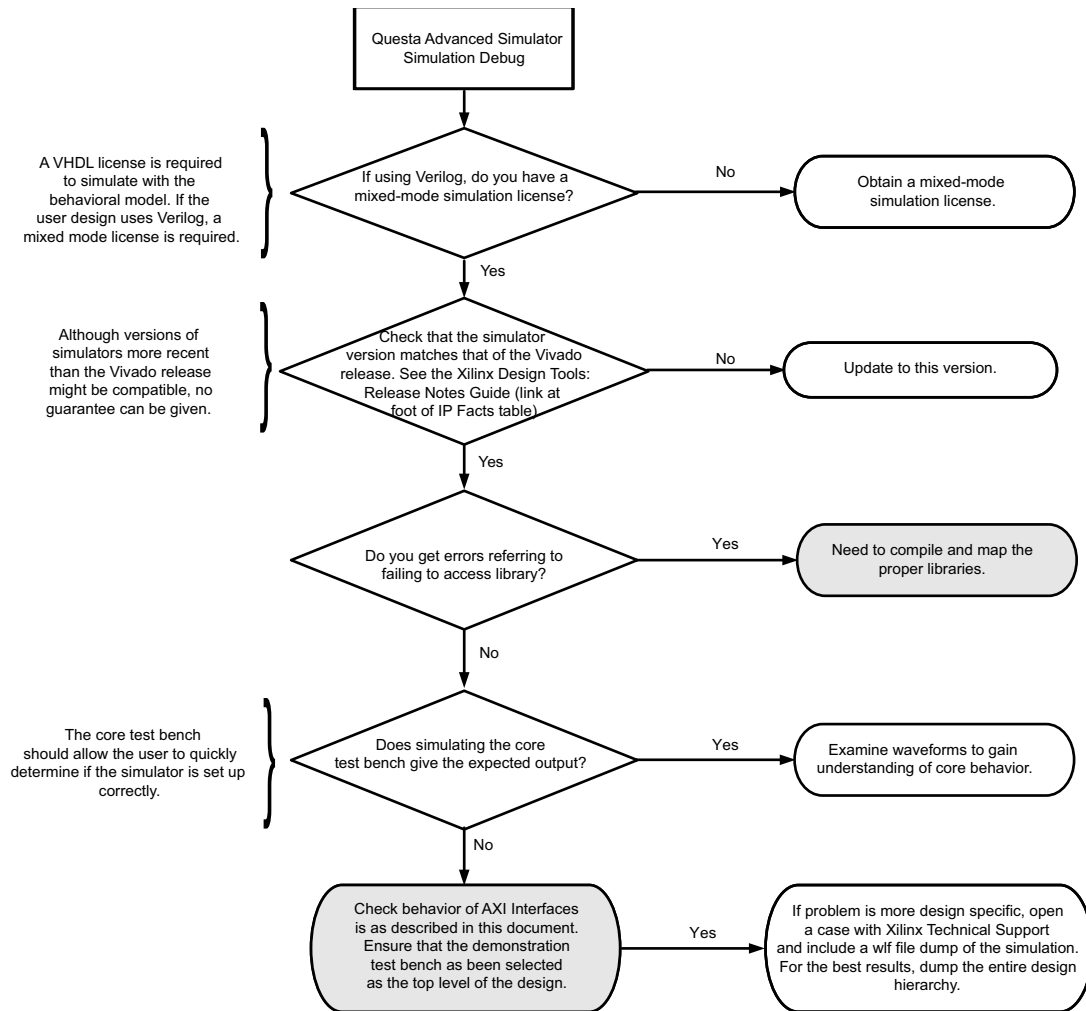 Questa Advanced Simulator
Simulation Debug
A VHDL license is required
to simulate with the
behavioral model. If the
user design uses Verilog, a
mixed mode license is required.
If using Verilog, do you have a
mixed-mode simulation license?
No
Obtain a mixed-mode
simulation license.
Yes
Although versions of
simulators more recent
than the Vivado release
might be compatible, no
guarantee can be given.
Check that the simulator
version matches that of the Vivado
release. See the Xilinx Design Tools:
Release Notes Guide (link at
foot of IP Facts table)
No
Update to this version.
Yes
Do you get errors referring to
failing to access library?
Yes
Need to compile and map the
proper libraries.
No
The core test bench
should allow the user to quickly
determine if the simulator is set up
correctly.
Does simulating the core
test bench give the expected output?
Yes
Examine waveforms to gain
understanding of core behavior.
No
Check behavior of AXI Interfaces
is as described in this document.
Ensure that the demonstration
test bench as been selected
as the top level of the design.
Yes
If problem is more design specific, open
a case with Xilinx Technical Support
and include a wlf file dump of the simulation.
For the best results, dump the entire design
hierarchy.